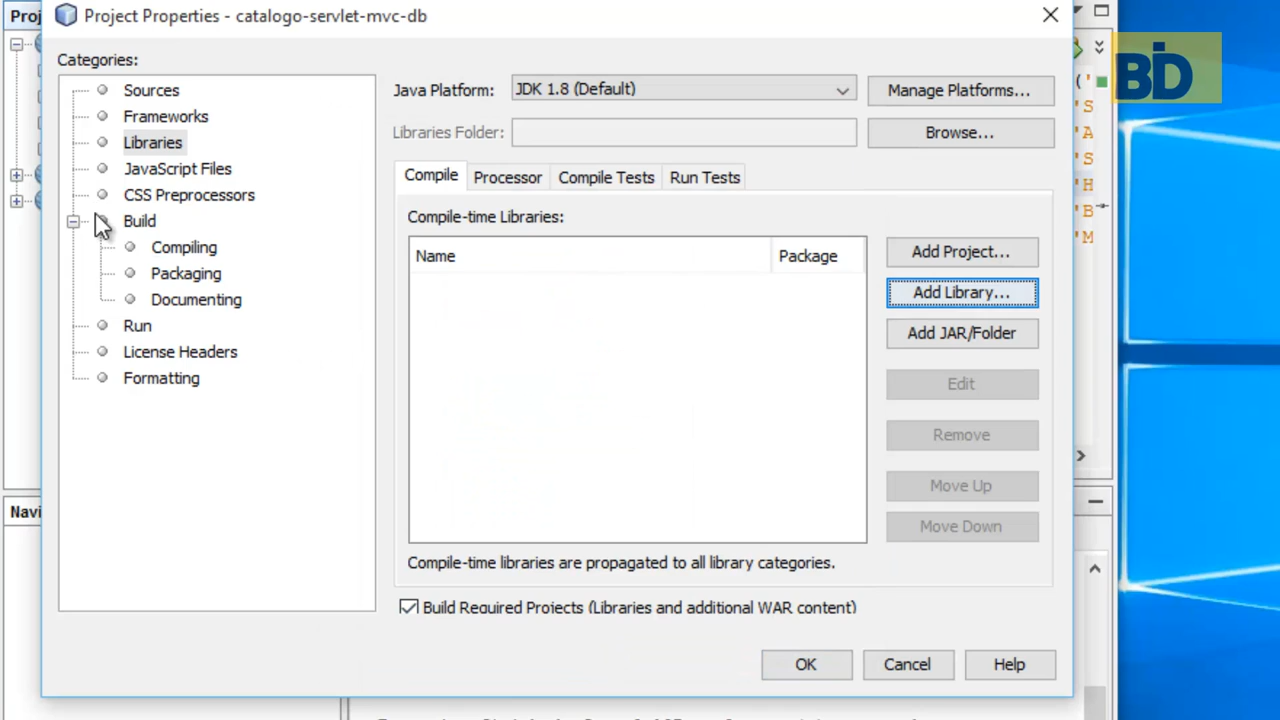 Proj
Project Properties - catalogo-servlet-mvc-db
BiD
Categories:
Sources
Frameworks
Libraries
JavaScript Files
CSS Preprocessors
Build
Compiling
Packaging
Documenting
Run
License Headers
Formatting
Java Platform:
JDK 1.8 (Default)
Manage Platforms...
Libraries Folder:
Browse...
Compile
Processor
Compile Tests
Run Tests
Compile-time Libraries:
Name
Package
Add Project...
Add Library...
Add JAR/Folder
Edit
Remove
Move Up
Move Down
Compile-time libraries are propagated to all library categories.
Build Required Projects (Libraries and additional WAR content)
OK
Cancel
Help
Navi
('
'S
'A
'S
'H
'B
'M